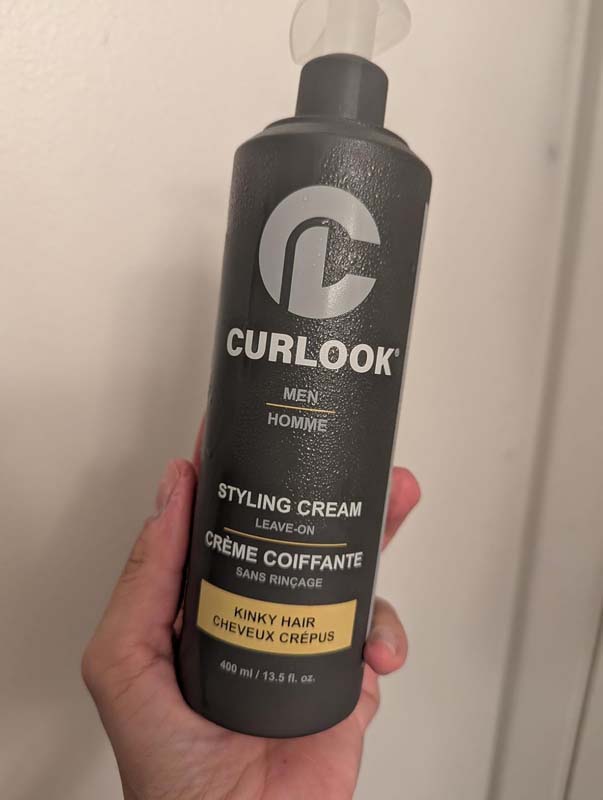 CURLOOK®
MEN
HOMME
STYLING CREAM
LEAVE-ON
CRÈME COIFFANTE
SANS RINÇAGE
KINKY HAIR
CHEVEUX CRÉPUS
400 ml / 13.5 fl. oz.